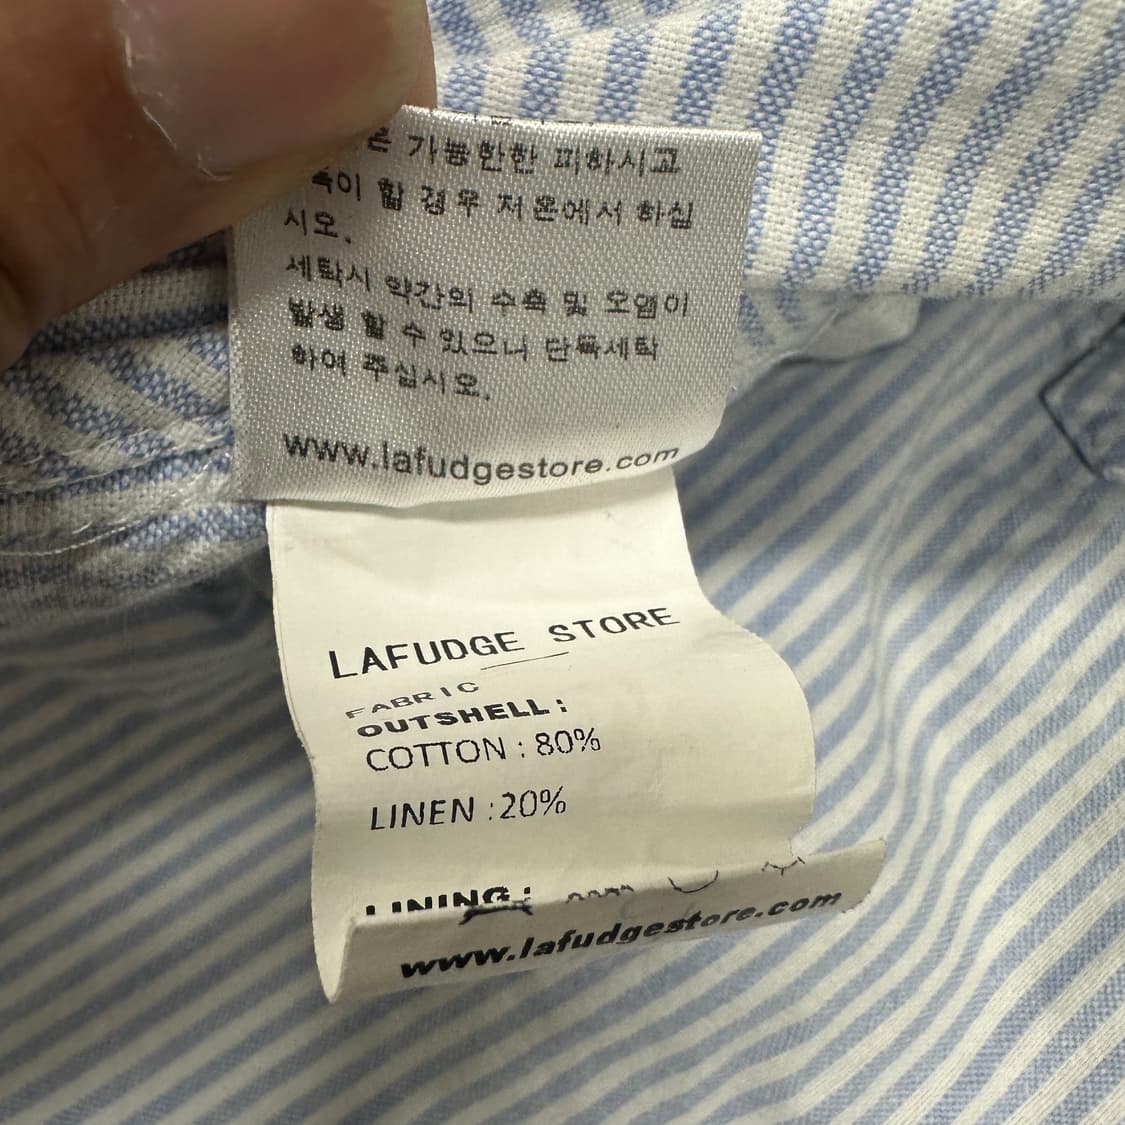 은 가능한한 피하시고
이 할 경우 저온에서 하십
시오.
세탁시 약간의 수축 및 오염이
발생 할 수 있으니 단독세탁
하여 주십시오.
www.lafudgestore.com
LAFUDGE STORE
FABRIC
OUTSHELL:
COTTON : 80%
LINEN :20%
LINING:
www.lafudgestore.com